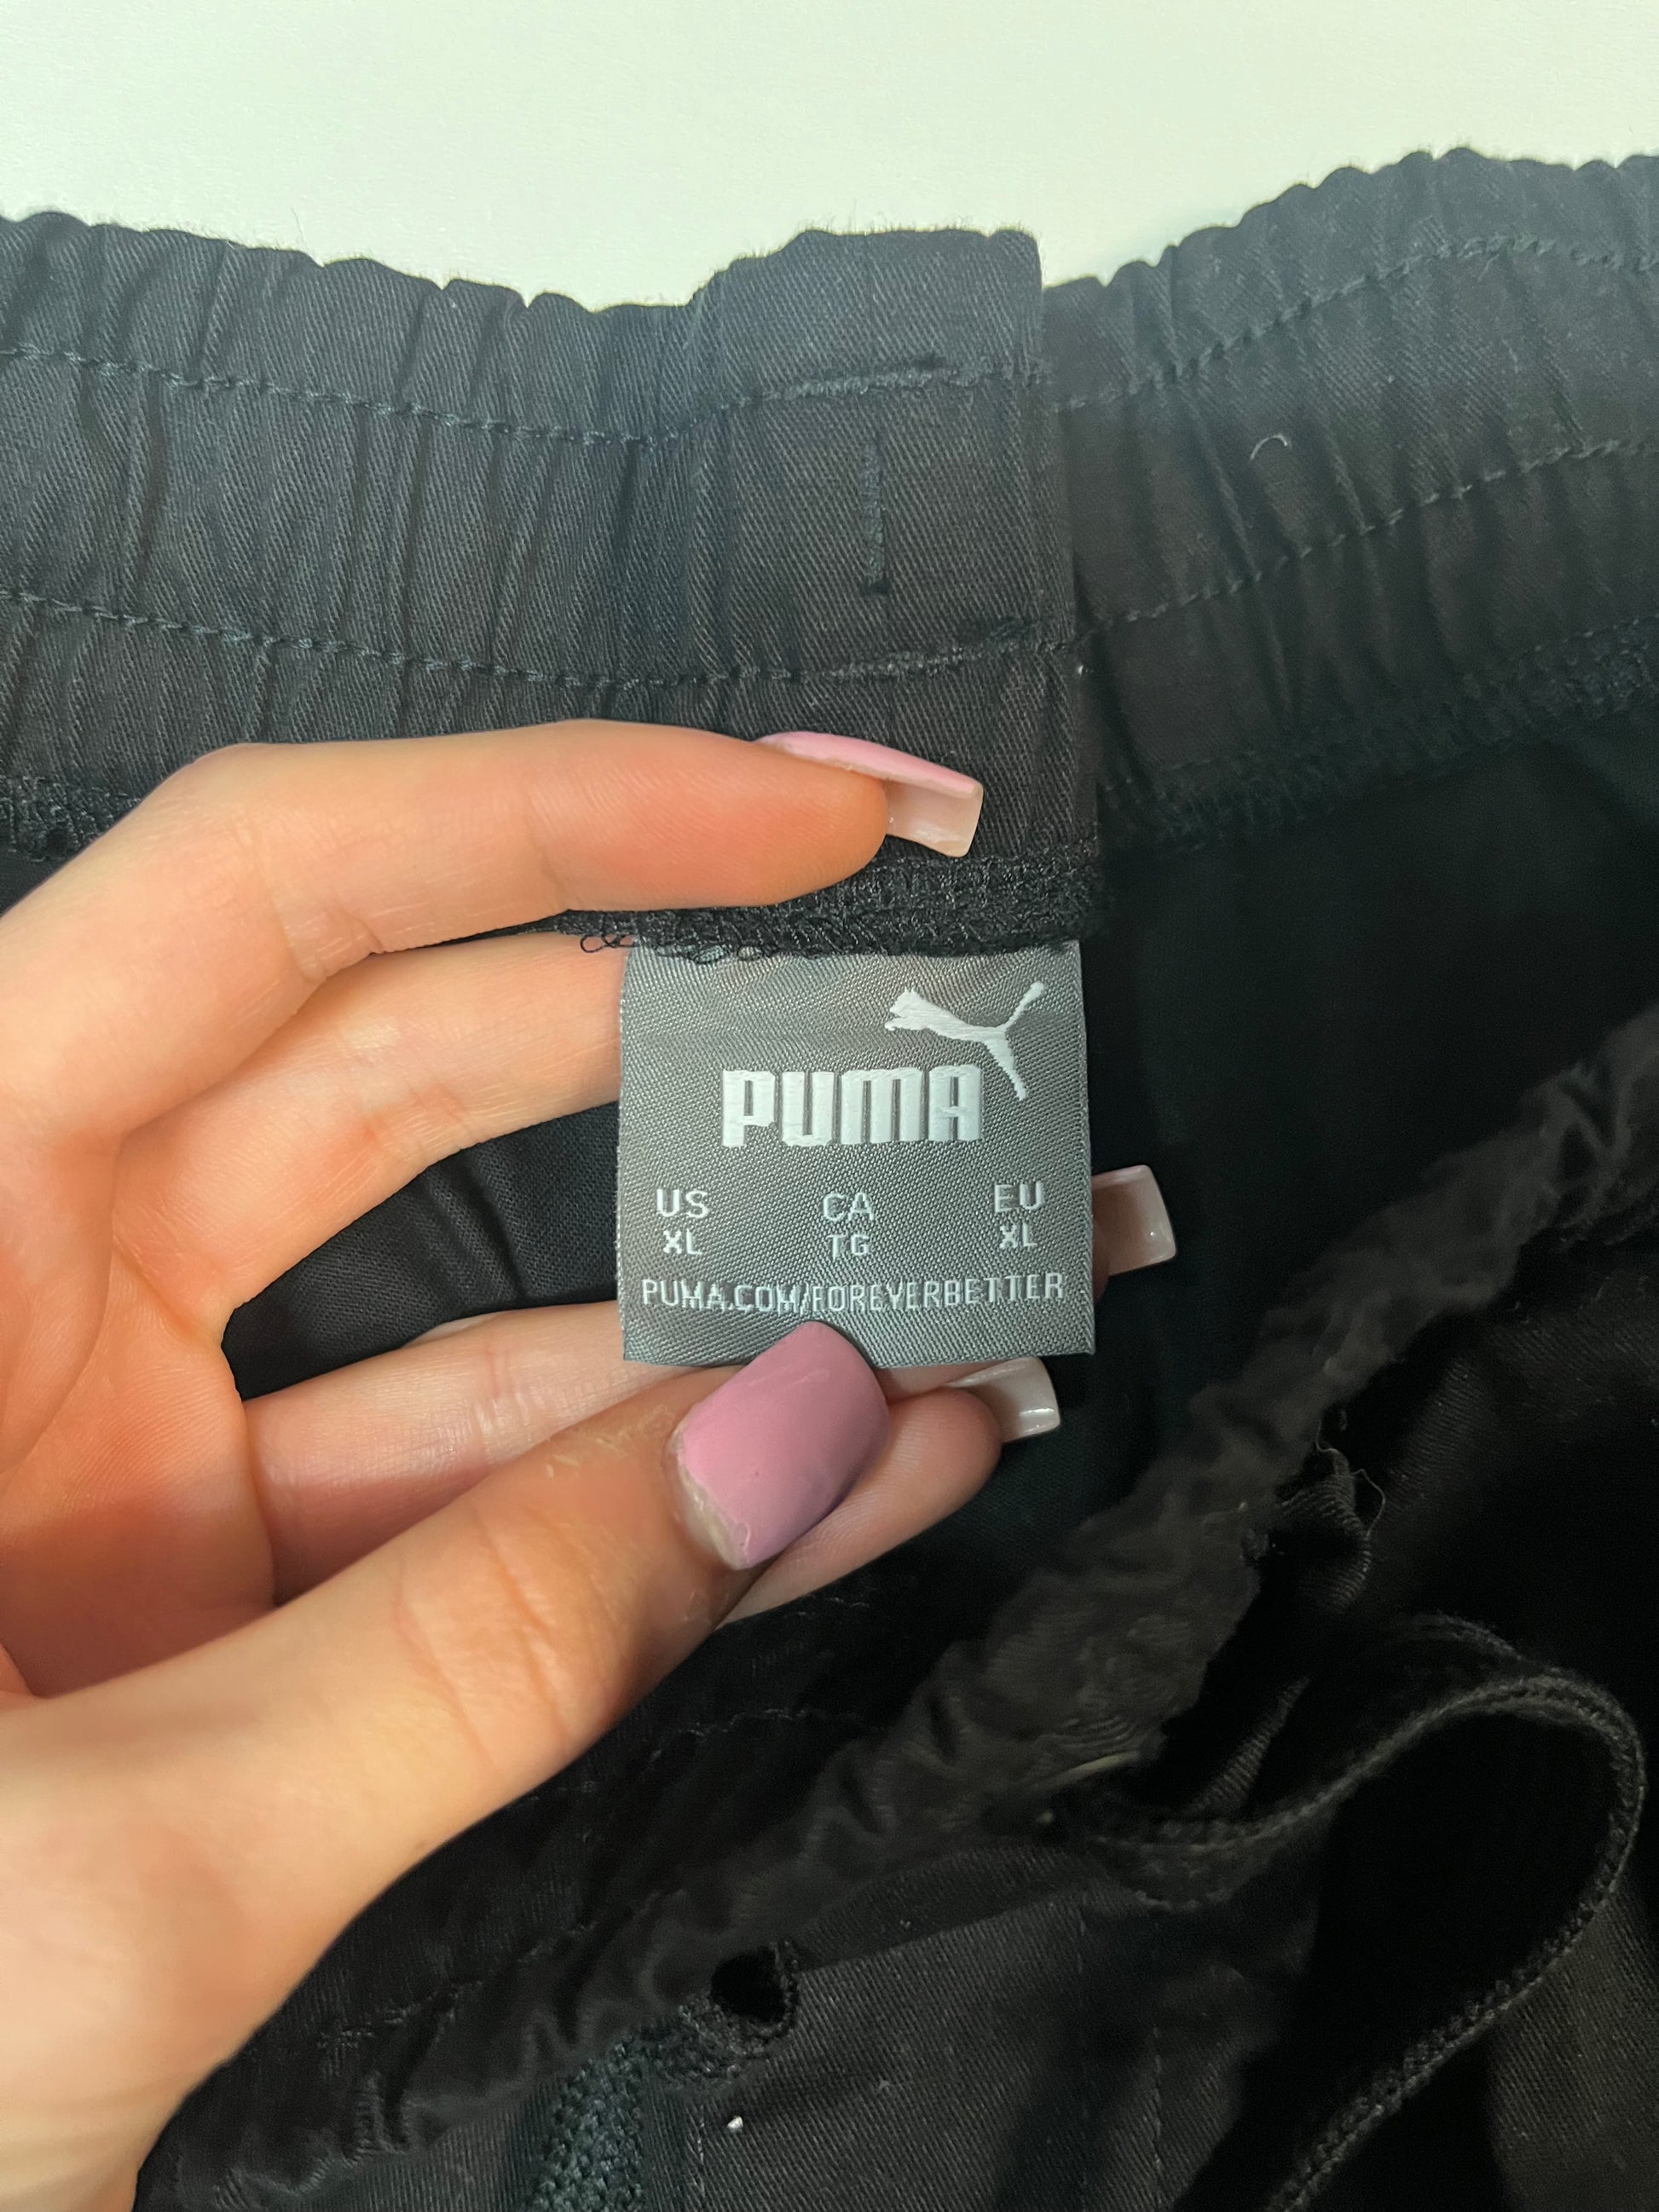 PUMA
US CA EU
XL TG XL
PUMA.COM/FOREVERBETTER